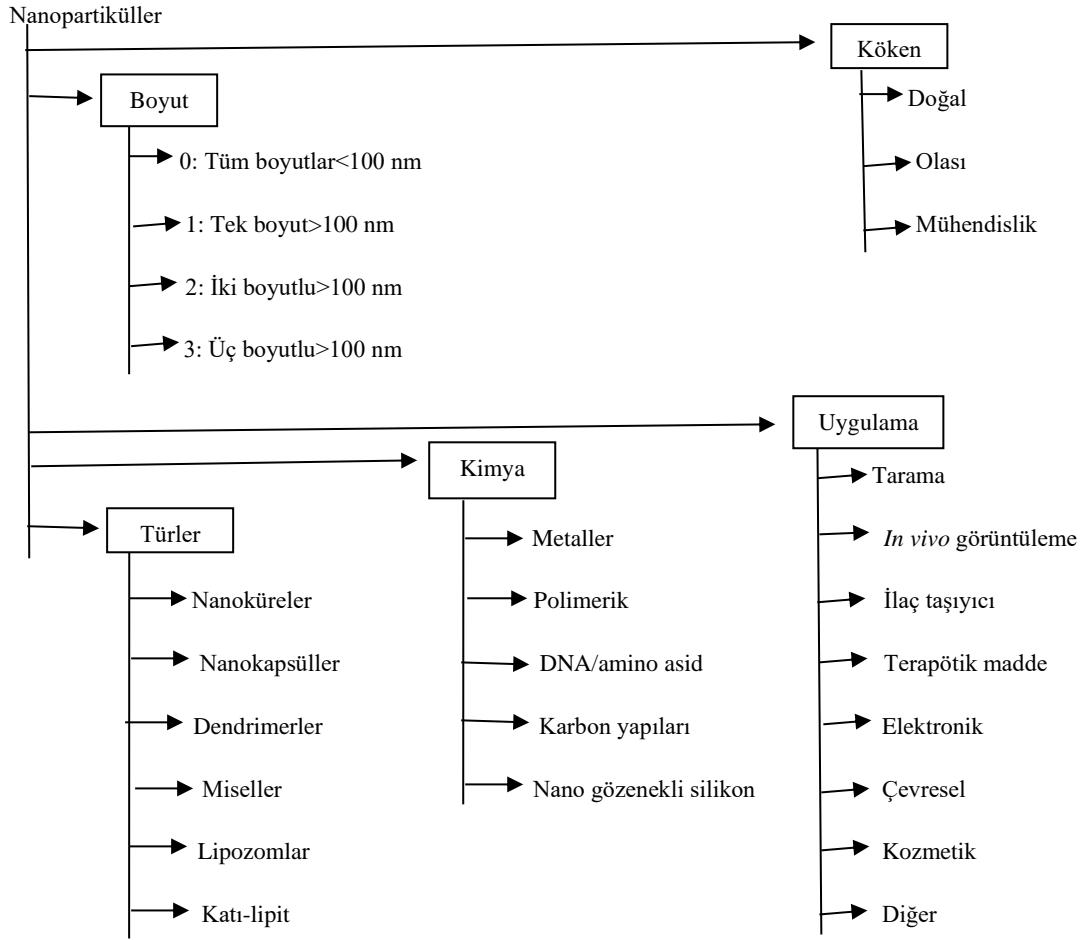 Nanopartiküller
Köken
Doğal
Olası
Mühendislik
Boyut
0: Tüm boyutlar<100 nm
1: Tek boyut>100 nm
2: İki boyutlu>100 nm
3: Üç boyutlu>100 nm
Uygulama
Tarama
In vivo görüntüleme
İlaç taşıyıcı
Terapötik madde
Elektronik
Çevresel
Kozmetik
Diğer
Kimya
Metaller
Polimerik
DNA/amino asid
Karbon yapıları
Nano gözenekli silikon
Türler
Nanoküreler
Nanokapsüller
Dendrimerler
Miseller
Lipozomlar
Katı-lipit